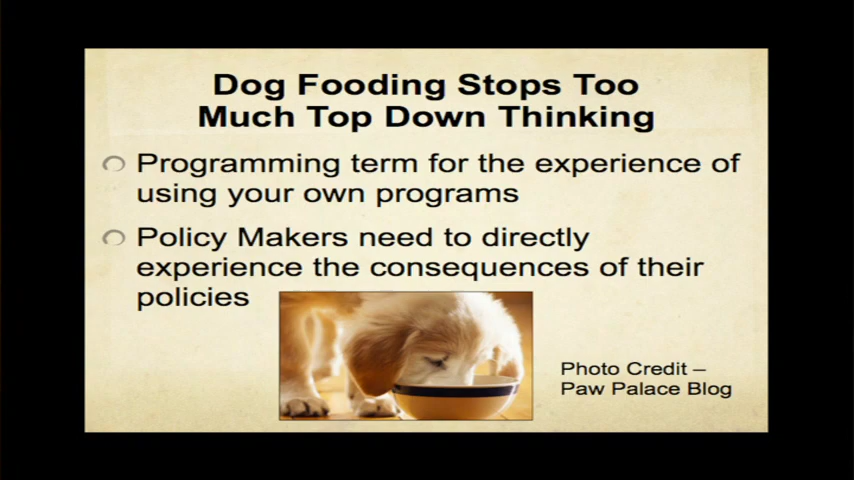 Dog Fooding Stops Too
Much Top Down Thinking
Programming term for the experience of
using your own programs
Policy Makers need to directly
experience the consequences of their
policies
Photo Credit –
Paw Palace Blog